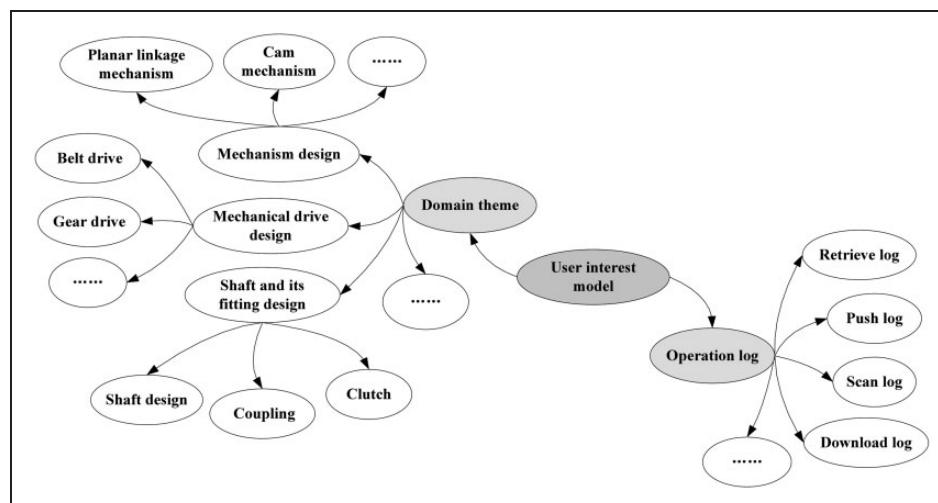 Planar linkage
mechanism
Cam
mechanism
......
Mechanism design
Belt drive
Gear drive
......
Mechanical drive
design
Domain theme
Shaft and its
fitting design
......
User interest
model
Retrieve log
Push log
Operation log
Scan log
Download log
......
Shaft design
Coupling
Clutch